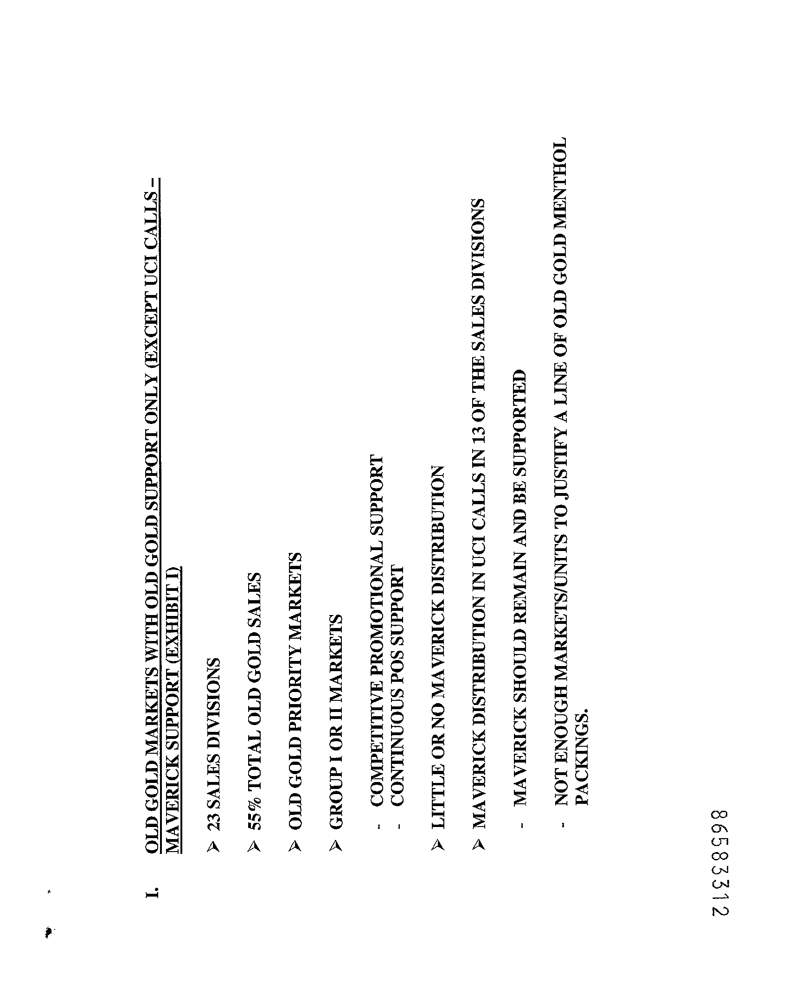 I. OLD GOLD MARKETS WITH OLD GOLD SUPPORT ONLY (EXCEPT UCI CALLS –
MAVERICK SUPPORT (EXHIBIT I)
➢ 23 SALES DIVISIONS
➢ 55% TOTAL OLD GOLD SALES
➢ OLD GOLD PRIORITY MARKETS
➢ GROUP I OR II MARKETS
- COMPETITIVE PROMOTIONAL SUPPORT
- CONTINUOUS POS SUPPORT
➢ LITTLE OR NO MAVERICK DISTRIBUTION
➢ MAVERICK DISTRIBUTION IN UCI CALLS IN 13 OF THE SALES DIVISIONS
- MAVERICK SHOULD REMAIN AND BE SUPPORTED
- NOT ENOUGH MARKETS/UNITS TO JUSTIFY A LINE OF OLD GOLD MENTHOL
PACKINGS.
86583312